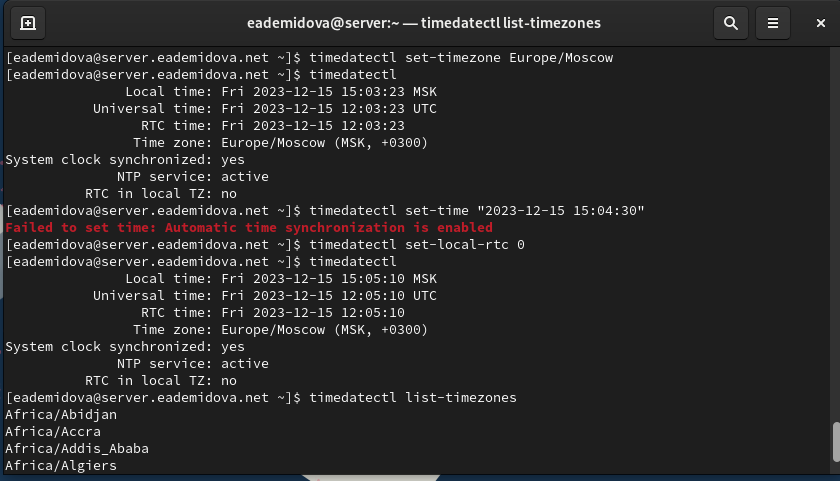 eademidova@server:~ — timedatectl list-timezones
[eademidova@server.eademidova.net ~]$ timedatectl set-timezone Europe/Moscow
[eademidova@server.eademidova.net ~]$ timedatectl
Local time: Fri 2023-12-15 15:03:23 MSK
Universal time: Fri 2023-12-15 12:03:23 UTC
RTC time: Fri 2023-12-15 12:03:23
Time zone: Europe/Moscow (MSK, +0300)
System clock synchronized: yes
NTP service: active
RTC in local TZ: no
[eademidova@server.eademidova.net ~]$ timedatectl set-time "2023-12-15 15:04:30"
Failed to set time: Automatic time synchronization is enabled
[eademidova@server.eademidova.net ~]$ timedatectl set-local-rtc 0
[eademidova@server.eademidova.net ~]$ timedatectl
Local time: Fri 2023-12-15 15:05:10 MSK
Universal time: Fri 2023-12-15 12:05:10 UTC
RTC time: Fri 2023-12-15 12:05:10
Time zone: Europe/Moscow (MSK, +0300)
System clock synchronized: yes
NTP service: active
RTC in local TZ: no
[eademidova@server.eademidova.net ~]$ timedatectl list-timezones
Africa/Abidjan
Africa/Accra
Africa/Addis_Ababa
Africa/Algiers